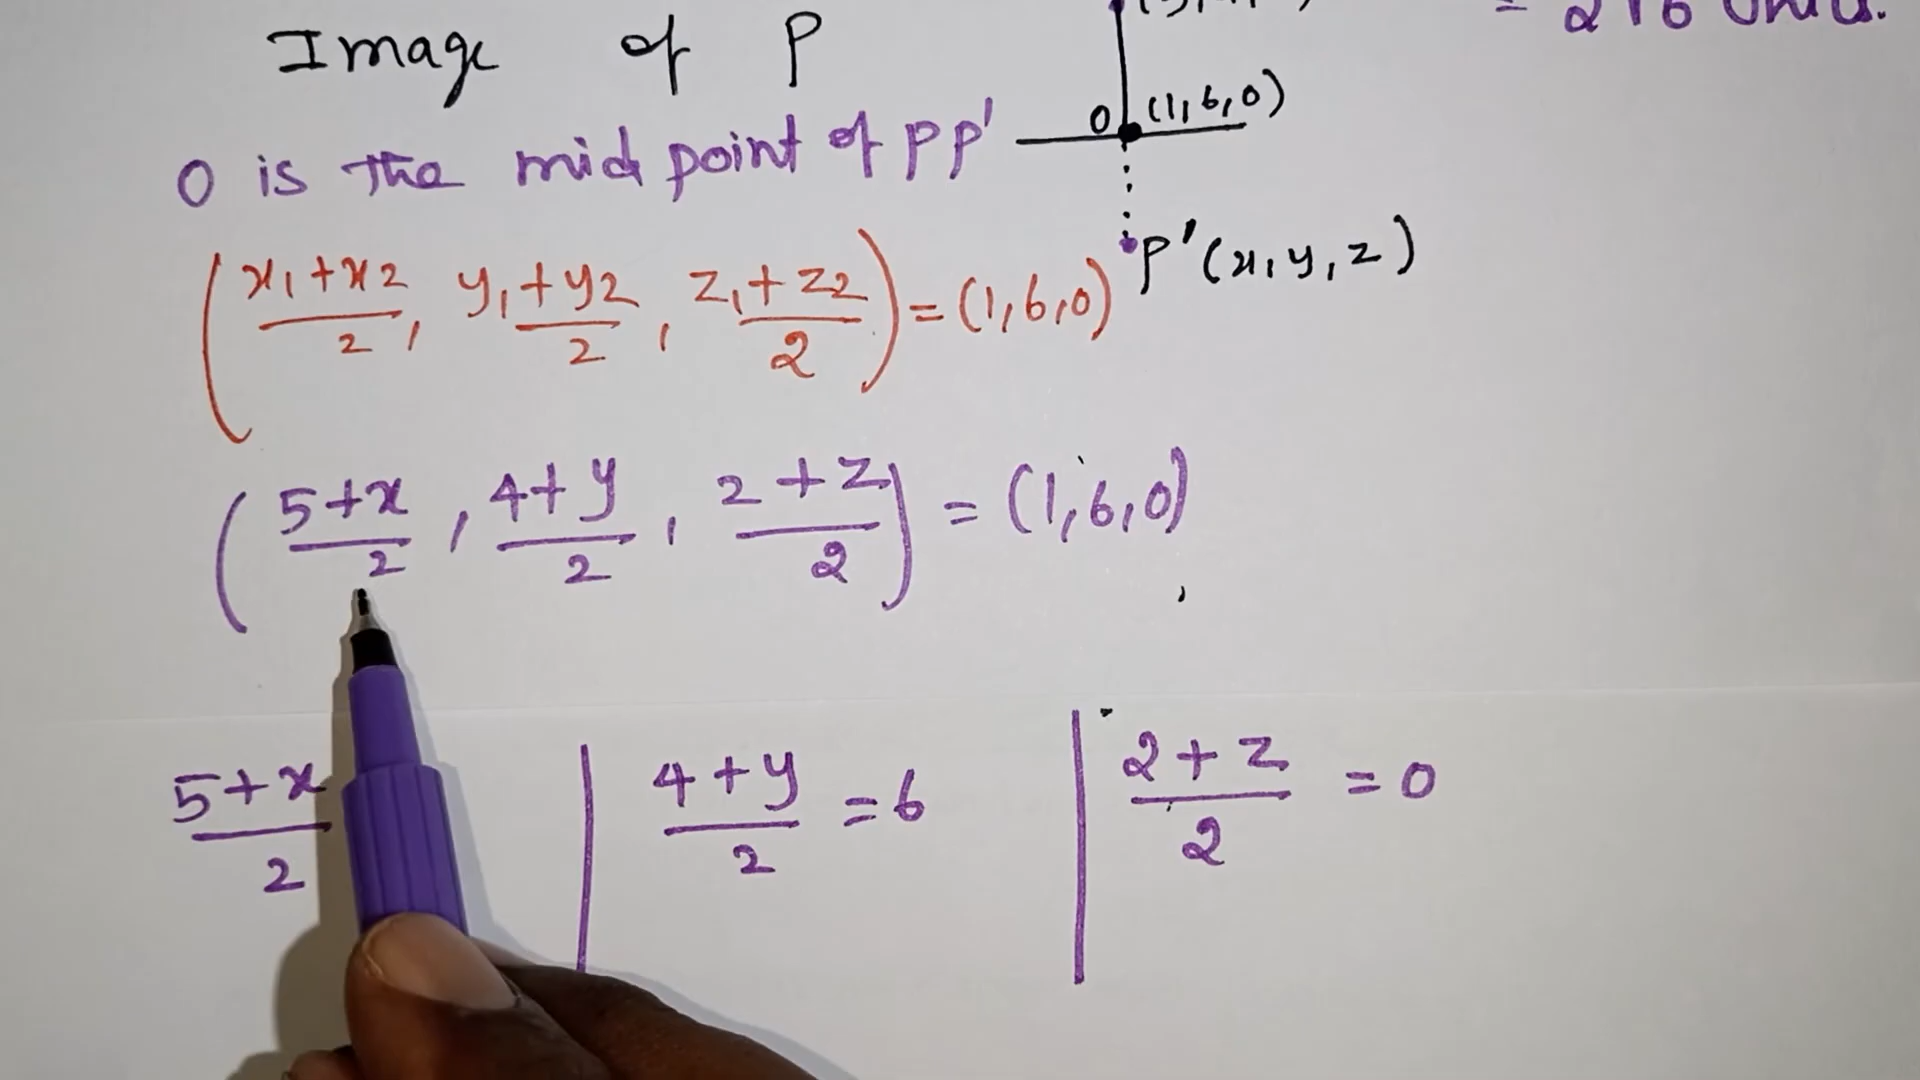 Image of P
0 (1, 6, 0)
O is the mid point of PP'
P' (x, y, z)
(x1+x2/2, y1+y2/2, z1+z2/2) = (1, 6, 0)
(5+x/2, 4+y/2, 2+z/2) = (1, 6, 0)
5+x/2 | 4+y/2 = 6 | 2+z/2 = 0